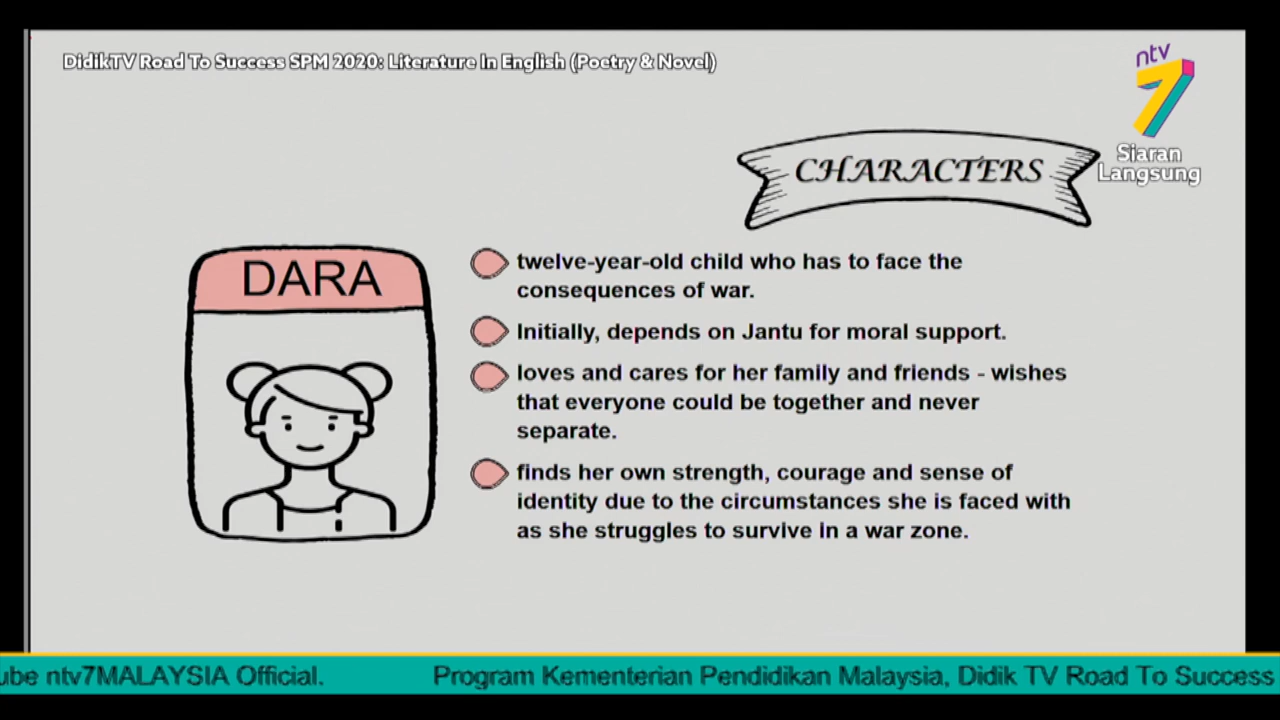 DidikTV Road To Success SPM 2020: Literature In English (Poetry & Novel)
ntv
7
Siaran
Langsung
CHARACTERS
DARA
twelve-year-old child who has to face the
consequences of war.
Initially, depends on Jantu for moral support.
loves and cares for her family and friends - wishes
that everyone could be together and never
separate.
finds her own strength, courage and sense of
identity due to the circumstances she is faced with
as she struggles to survive in a war zone.
ube ntv7MALAYSIA Official. Program Kementerian Pendidikan Malaysia, Didik TV Road To Success